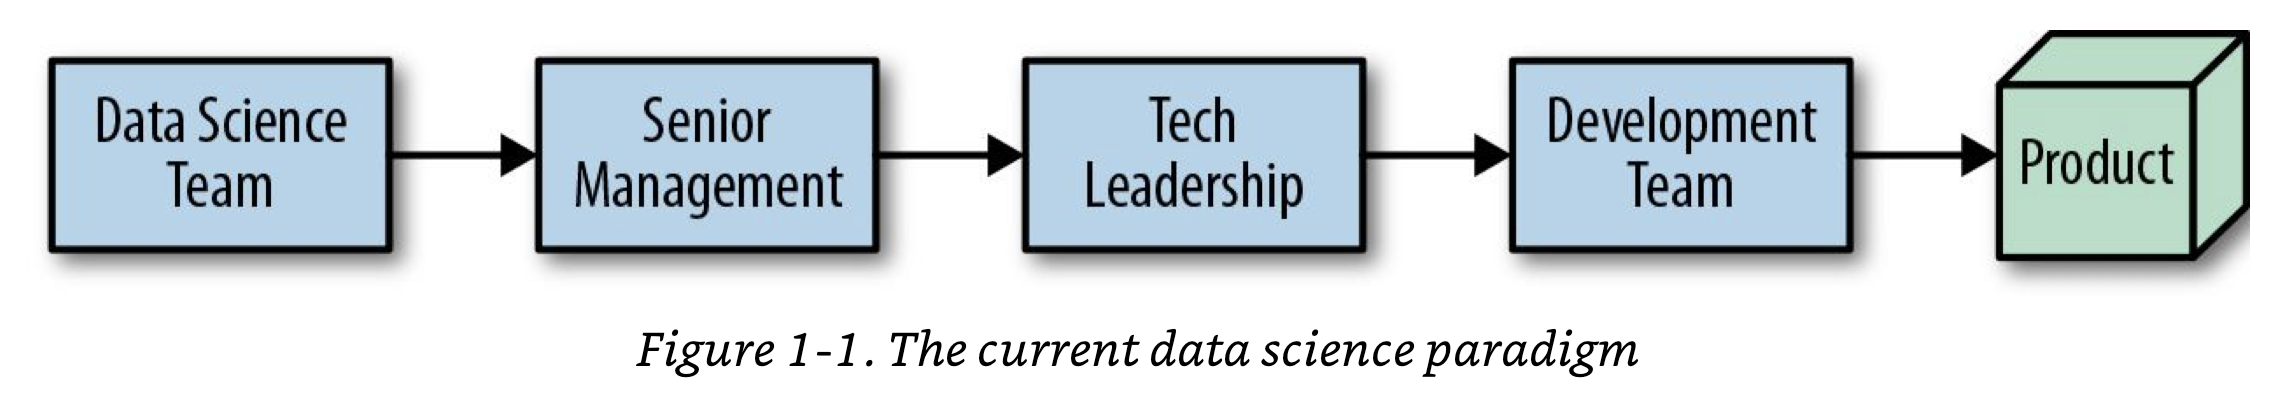 Data Science
Team
Senior
Management
Tech
Leadership
Development
Team
Product
Figure 1-1. The current data science paradigm